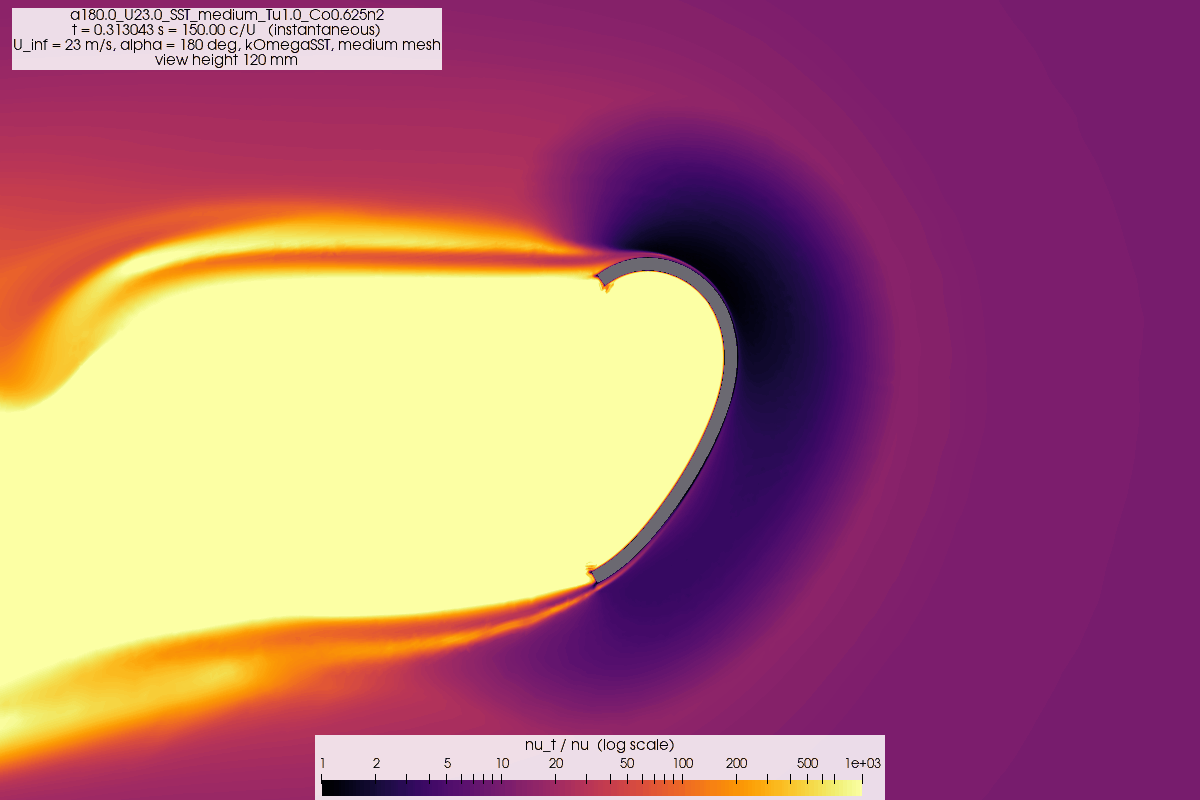 a180.0_U23.0_SST_medium_Tu1.0_Co0.625n2
t = 0.313043 s = 150.00 c/U (instantaneous)
U_inf = 23 m/s, alpha = 180 deg, kOmegaSST, medium mesh
view height 120 mm
nu_t / nu (log scale)
1 2 5 10 20 50 100 200 500 1e+03